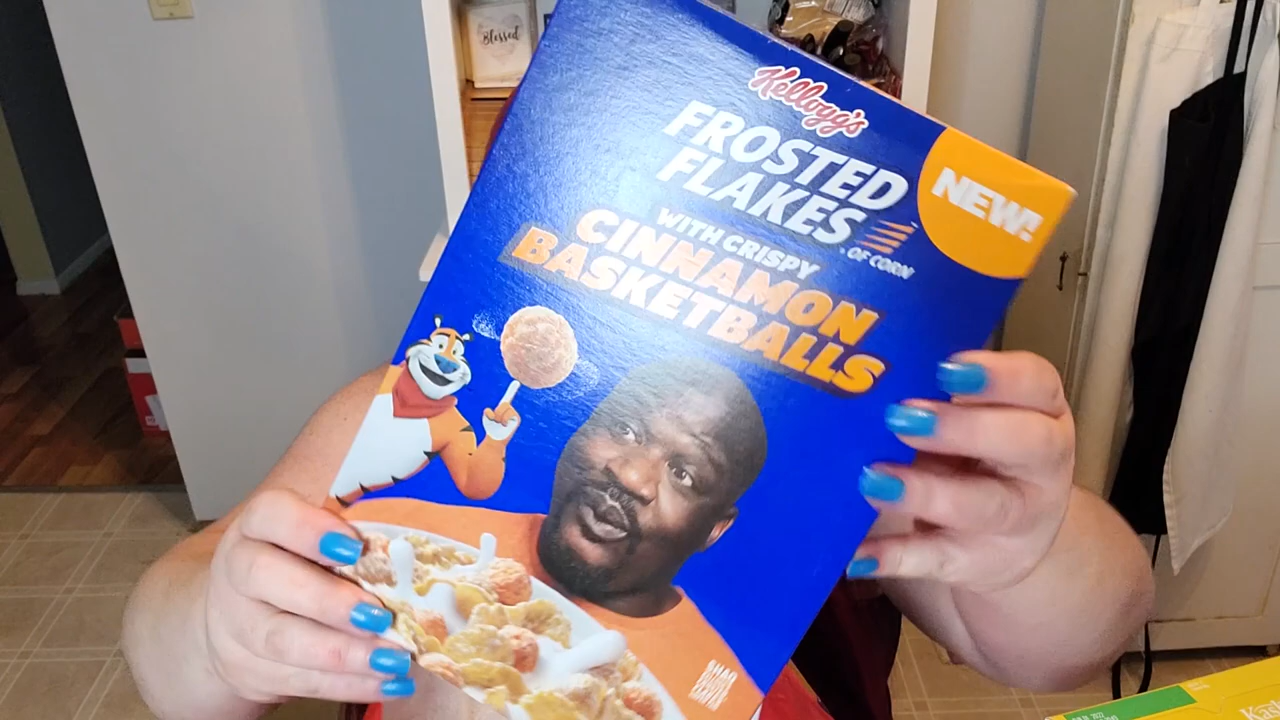 Blessed
Kellogg's
FROSTED
FLAKES
OF CORN
WITH CRISPY
CINNAMON
BASKETBALLS
NEW!